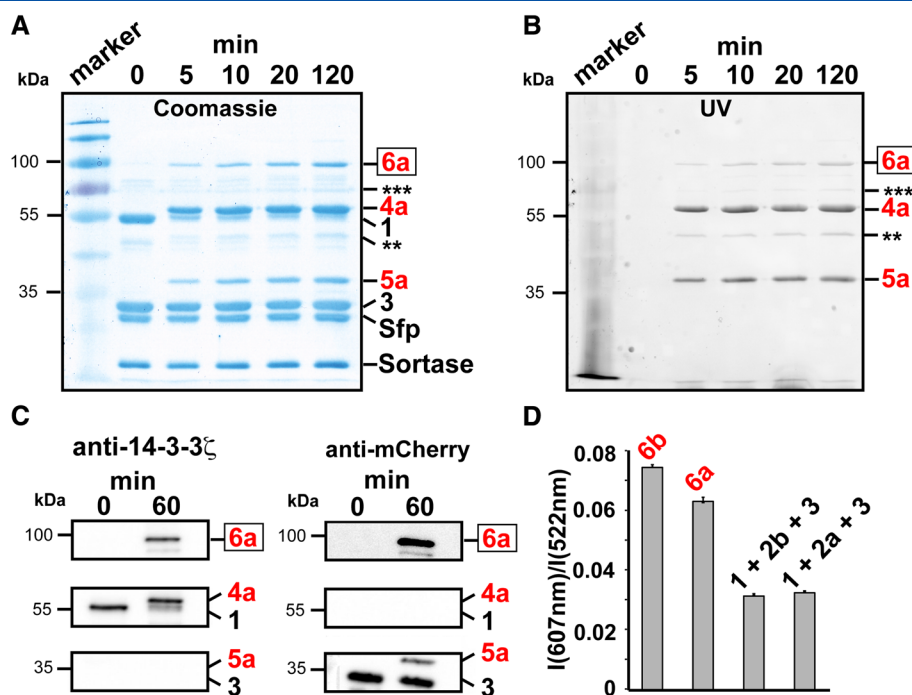 A
marker
min
kDa
0 5 10 20 120
Coomassie
100
55
35
6a
***
4a
1
**
5a
3
Sfp
Sortase
B
marker
min
kDa
0 5 10 20 120
UV
100
55
35
6a
***
4a
**
5a
C
anti-14-3-3ζ
min
kDa
0 60
100
6a
55
4a
1
35
5a
3
anti-mCherry
min
kDa
0 60
100
6a
55
4a
1
35
5a
3
D
I(607nm)/I(522nm)
0.08
0.06
0.04
0.02
0
6b
6a
1 + 2b + 3
1 + 2a + 3